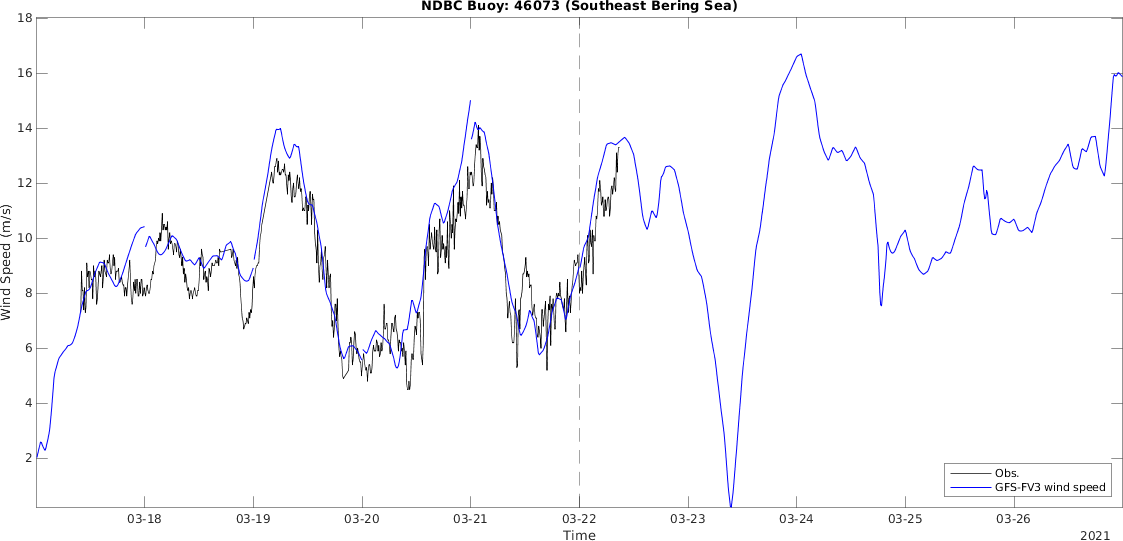 NDBC Buoy: 46073 (Southeast Bering Sea)
18
16
14
12
10
8
6
4
2
Wind Speed (m/s)
Obs.
GFS-FV3 wind speed
03-18 03-19 03-20 03-21 03-22 03-23 03-24 03-25 03-26
Time
2021